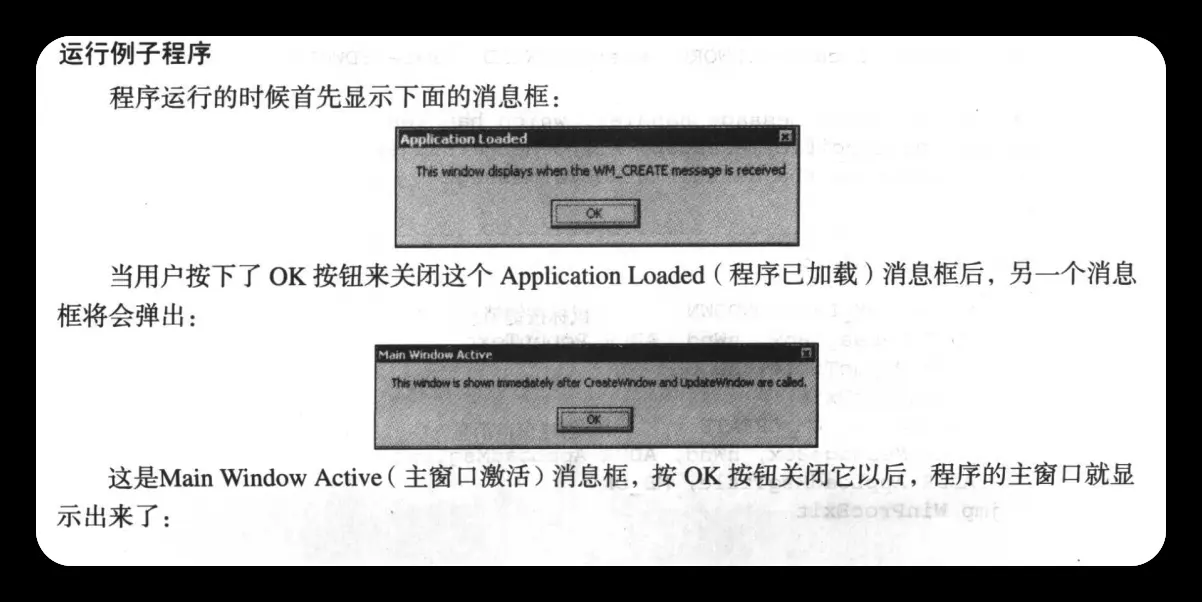 运行例子程序
程序运行的时候首先显示下面的消息框：
Application Loaded
This window displays when the WM_CREATE message is received
OK
当用户按下了 OK 按钮来关闭这个 Application Loaded（程序已加载）消息框后，另一个消息
框将会弹出：
Main Window Active
This window is shown immediately after CreateWindow and UpdateWindow are called.
OK
这是Main Window Active（主窗口激活）消息框，按 OK 按钮关闭它以后，程序的主窗口就显
示出来了：